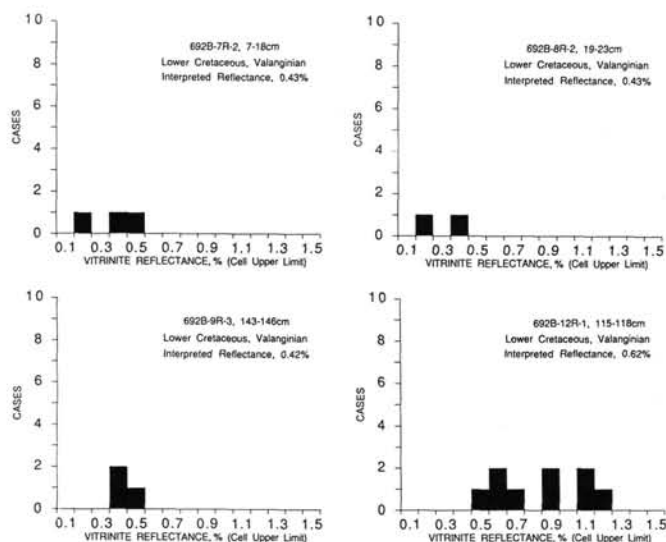 10
692B-7R-2, 7-18cm
Lower Cretaceous, Valanginian
8
Interpreted Reflectance, 0.43%
6
CASES
4
2
0
0.1 0.3 0.5 0.7 0.9 1.1 1.3 1.5
VITRINITE REFLECTANCE, % (Cell Upper Limit)
10
692B-8R-2, 19-23cm
Lower Cretaceous, Valanginian
8
Interpreted Reflectance, 0.43%
6
CASES
4
2
0
0.1 0.3 0.5 0.7 0.9 1.1 1.3 1.5
VITRINITE REFLECTANCE, % (Cell Upper Limit)
10
692B-9R-3, 143-146cm
Lower Cretaceous, Valanginian
8
Interpreted Reflectance, 0.42%
6
CASES
4
2
0
0.1 0.3 0.5 0.7 0.9 1.1 1.3 1.5
VITRINITE REFLECTANCE, % (Cell Upper Limit)
10
692B-12R-1, 115-118cm
Lower Cretaceous, Valanginian
8
Interpreted Reflectance, 0.62%
6
CASES
4
2
0
0.1 0.3 0.5 0.7 0.9 1.1 1.3 1.5
VITRINITE REFLECTANCE, % (Cell Upper Limit)